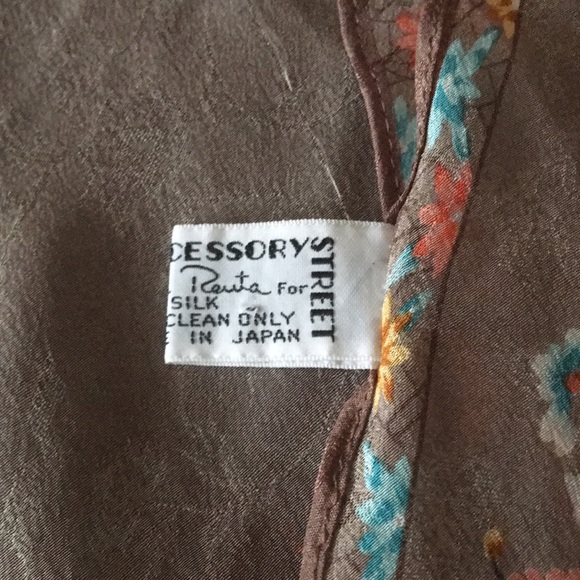 CESSORY STREET
Reuta For
SILK
CLEAN ONLY
E IN JAPAN